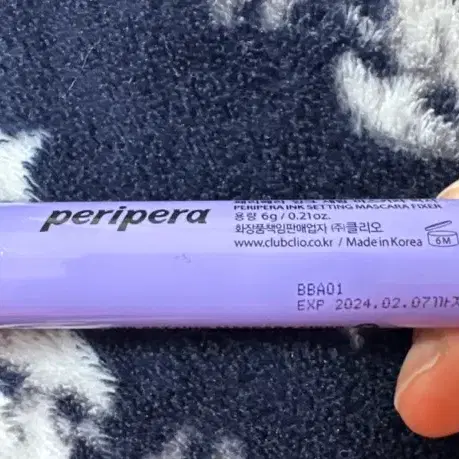 peripera
PERIPERA INK SETTING MASCARA FIXER
용량 6g / 0.21oz.
화장품책임판매업자 (주)클리오
www.clubclio.co.kr / Made in Korea
6M
BBA01
EXP 2024.02.07까지